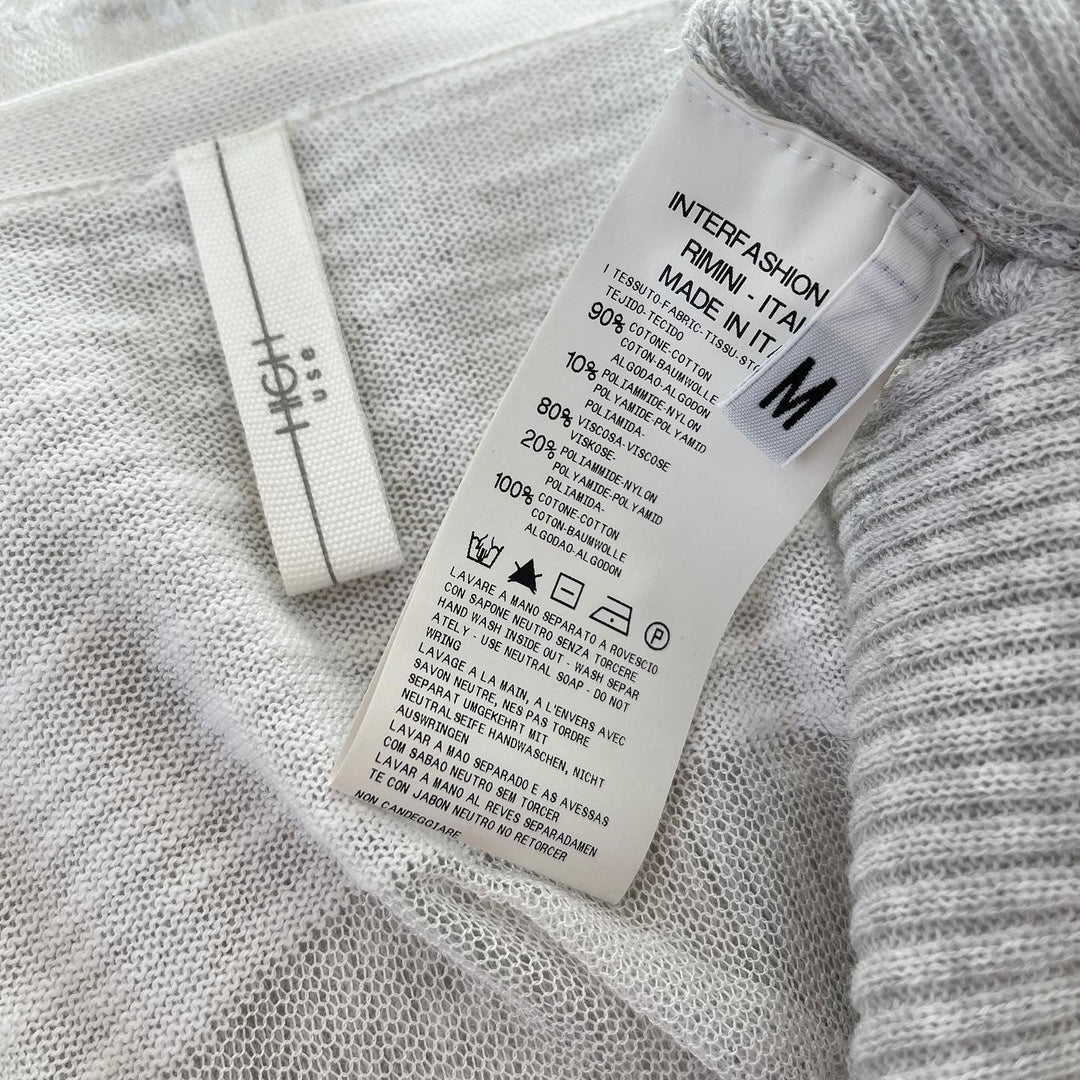 HIGH
USE
INTERFASHION
RIMINI - ITAL
MADE IN ITA
M
I TESSUTO-FABRIC-TISSU-STO
TEJIDO-TECIDO
90% COTONE-COTTON
COTON-BAUMWOLLE
ALGODAO-ALGODON
10% POLIAMMIDE-NYLON
POLYAMIDE-POLYAMID
POLIAMIDA-
80% VISCOSA-VISCOSE
VISKOSE-
20% POLIAMMIDE-NYLON
POLYAMIDE-POLYAMID
POLIAMIDA-
100% COTONE-COTTON
COTON-BAUMWOLLE
ALGODAO-ALGODON
P
LAVARE A MANO SEPARATO A ROVESCIO
CON SAPONE NEUTRO SENZA TORCERE
HAND WASH INSIDE OUT - WASH SEPAR
ATELY - USE NEUTRAL SOAP - DO NOT
WRING
LAVAGE A LA MAIN, A L'ENVERS AVEC
SAVON NEUTRE, NES PAS TORDRE
SEPARAT UMGEKEHRT MIT
NEUTRALSEIFE HANDWASCHEN, NICHT
AUSWRINGEN
LAVAR A MAO SEPARADO E AS AVESSAS
COM SABAO NEUTRO SEM TORCER
LAVAR A MANO AL REVES SEPARADAMEN
TE CON JABON NEUTRO NO RETORCER
NON CANDEGGIARE